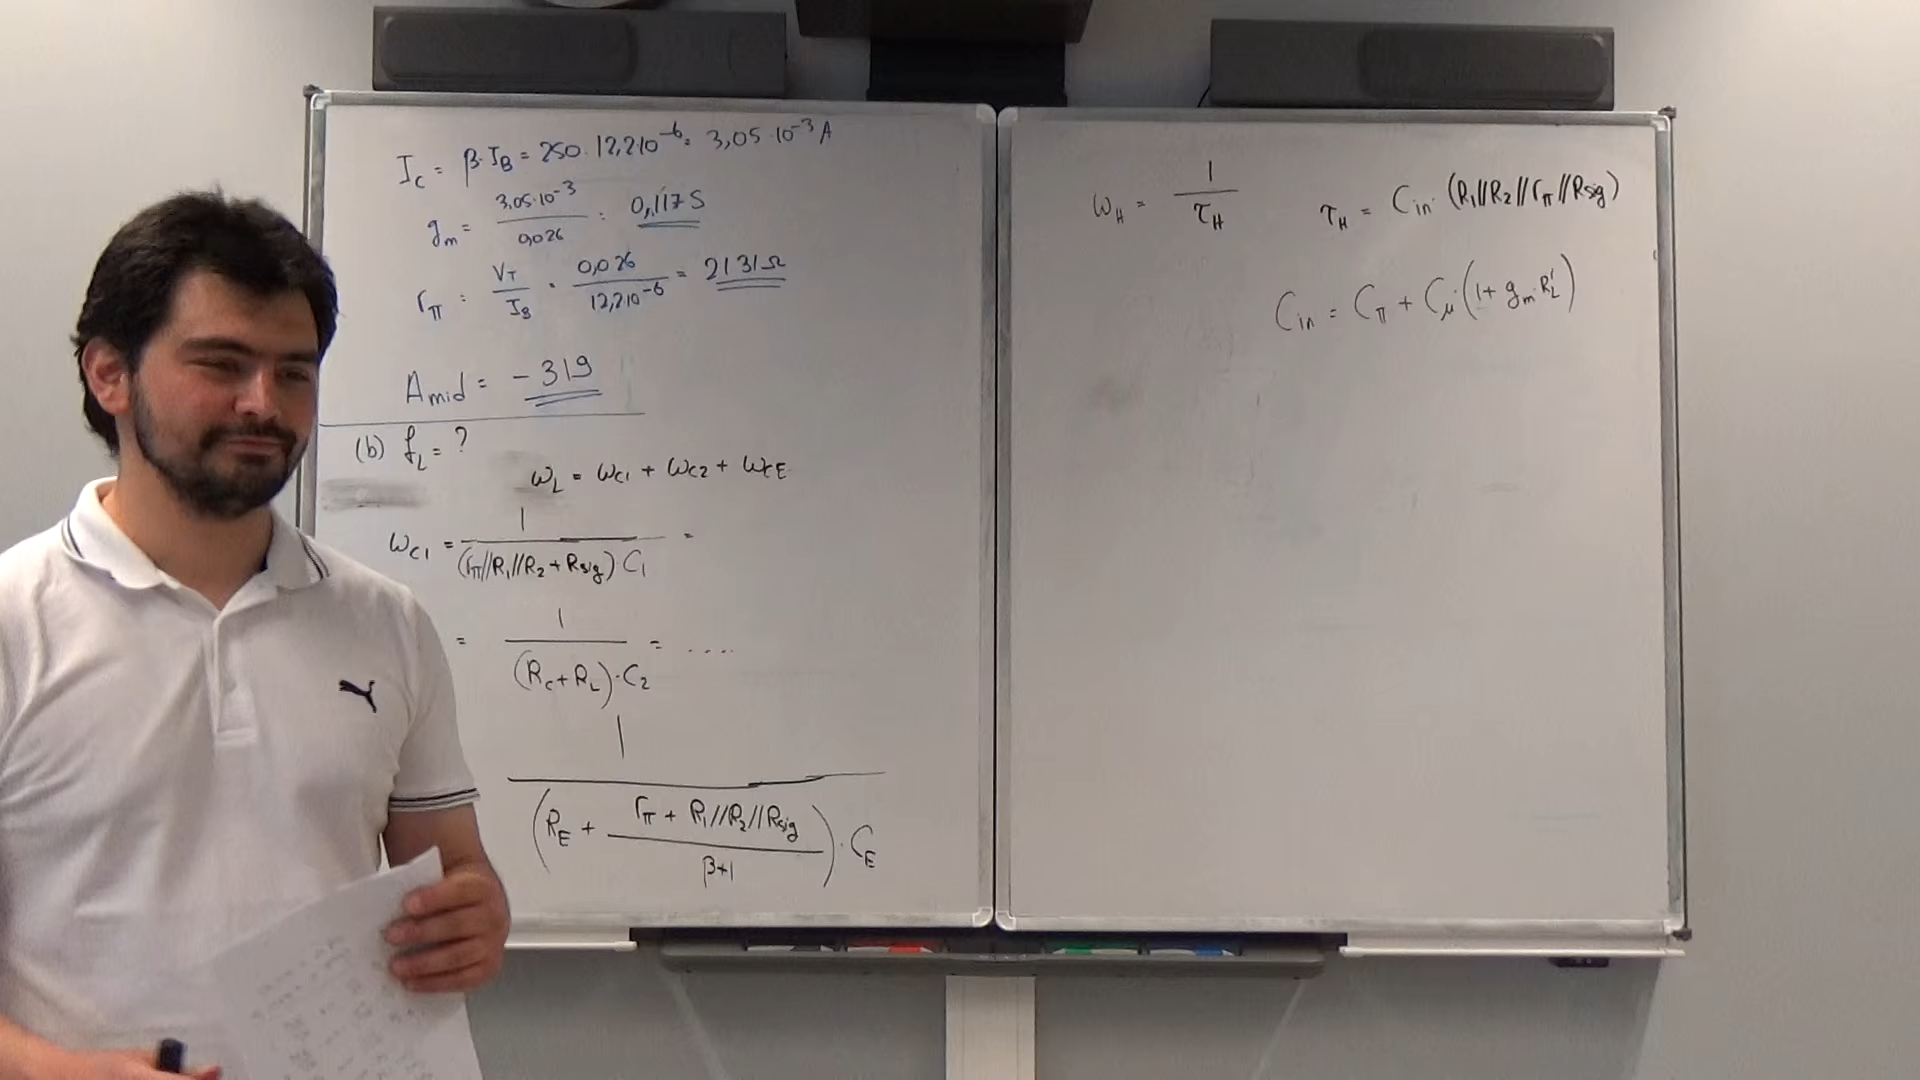 I_C = β·I_B = 250·12,2·10^-6 = 3,05·10^-3 A
g_m = 3,05·10^-3 / 0,026 = 0,117 S
r_π = V_T / I_B = 0,026 / 12,2·10^-6 = 2131 Ω
A_mid = -319
(b) f_L = ?
ω_L = ω_C1 + ω_C2 + ω_CE
ω_C1 = 1 / ((r_π//R_1//R_2 + R_sig)·C_1) =
= 1 / ((R_C + R_L)·C_2) = ....
1 / ((R_E + (r_π + R_1//R_2//R_sig) / (β+1))·C_E)
ω_H = 1 / τ_H
τ_H = C_in·(R_1//R_2//r_π//R_sig)
C_in = C_π + C_μ·(1 + g_m·R_L')